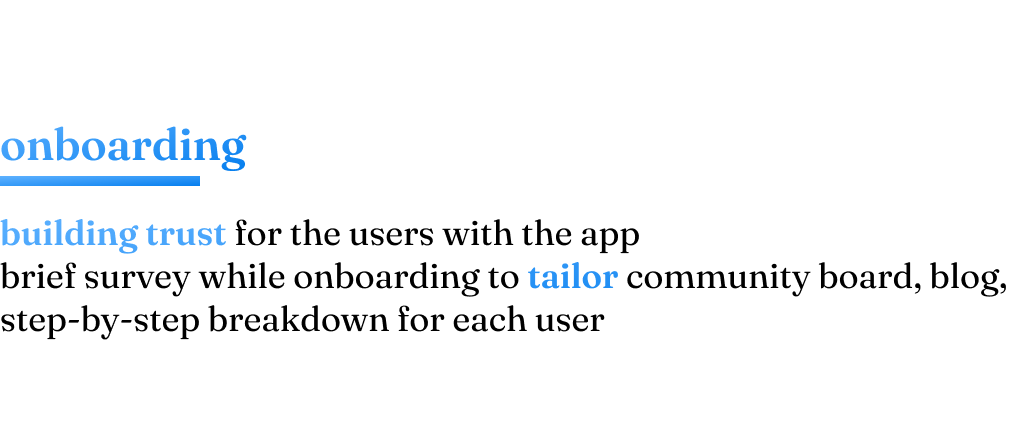 onboarding
building trust for the users with the app
brief survey while onboarding to tailor community board, blog,
step-by-step breakdown for each user